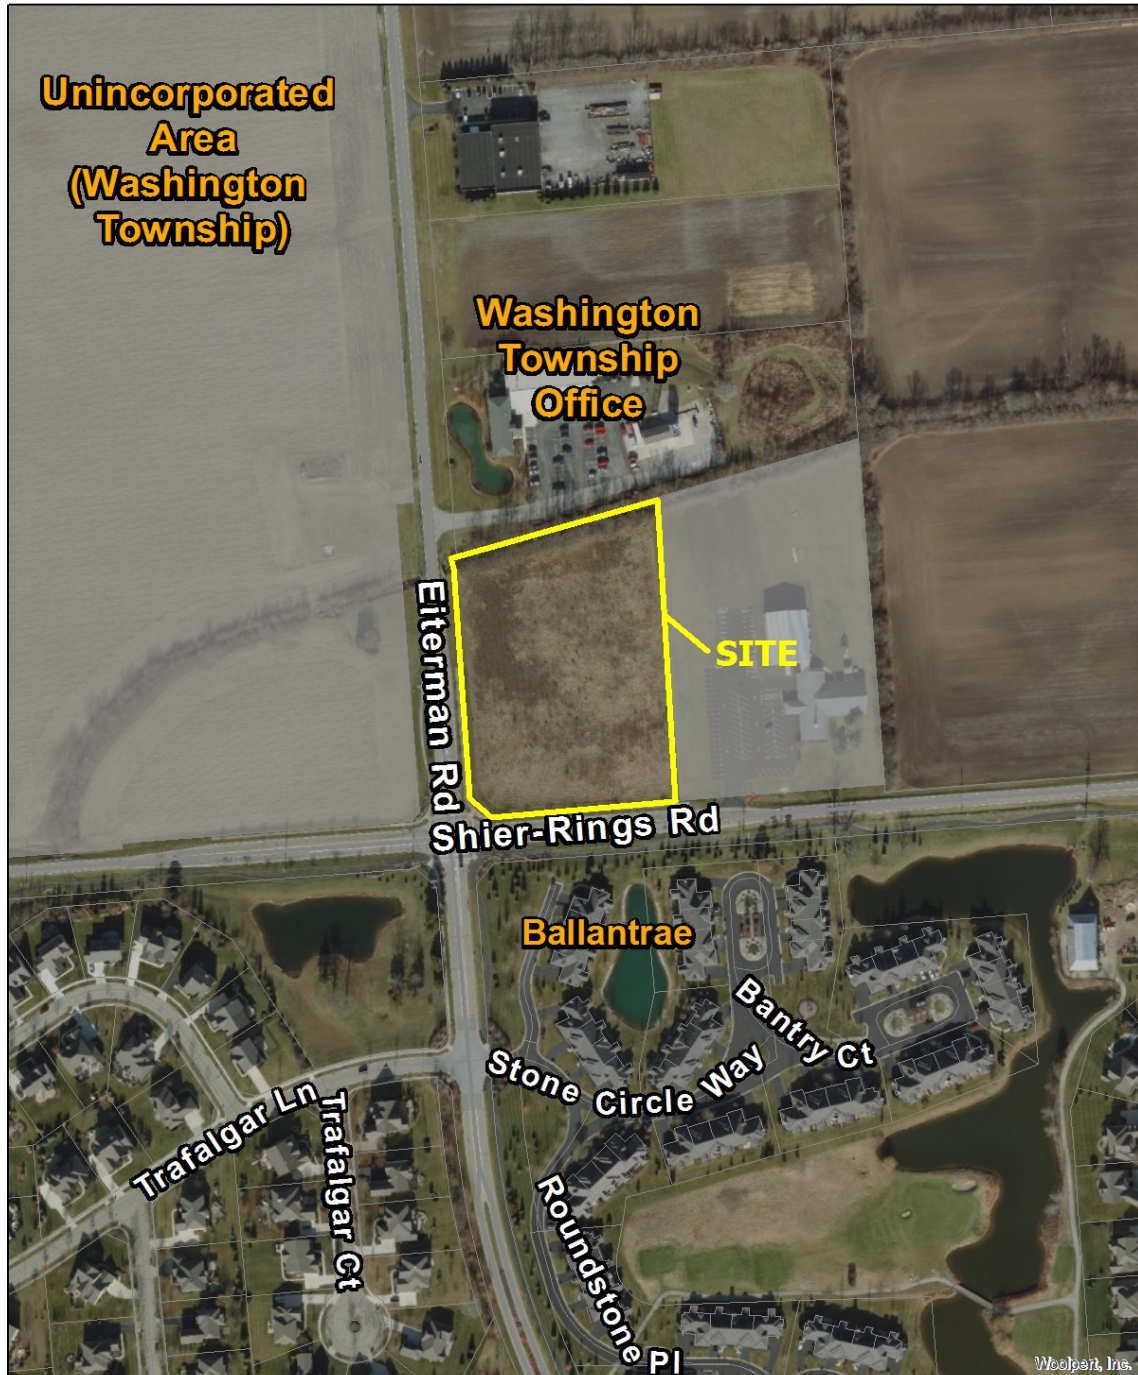 Unincorporated
Area
(Washington
Township)
Washington
Township
Office
Eiterman Rd
SITE
Shier-Rings Rd
Ballantrae
Bantry Ct
Stone Circle Way
Trafalgar Ln
Trafalgar Ct
Roundstone Pl
Woolpert, Inc.